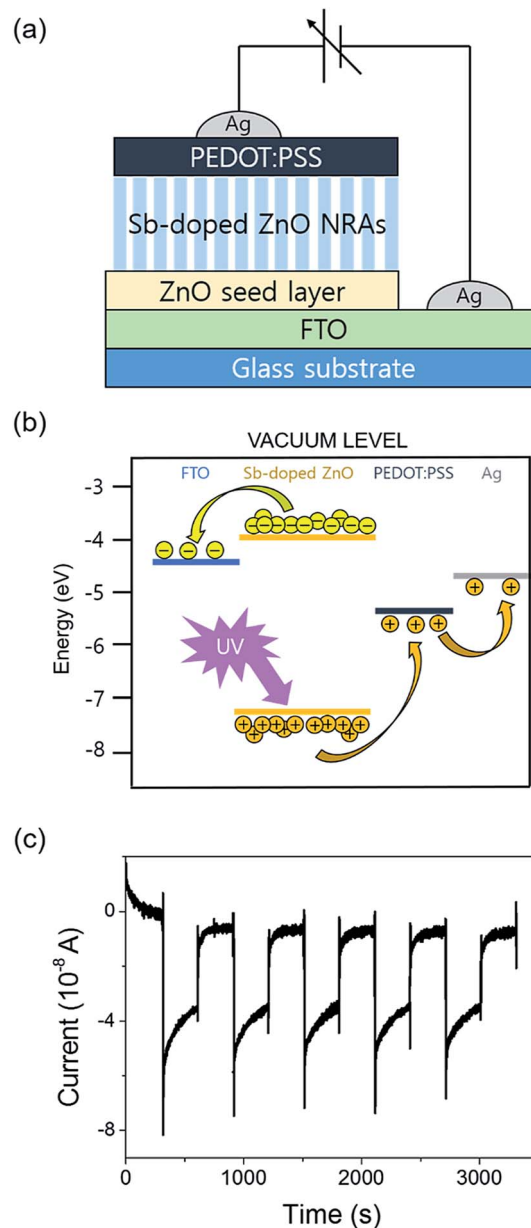 (a)
Ag
PEDOT:PSS
Sb-doped ZnO NRAs
ZnO seed layer
Ag
FTO
Glass substrate
(b)
VACUUM LEVEL
FTO Sb-doped ZnO PEDOT:PSS Ag
-3
-4
-5
-6
-7
-8
Energy (eV)
UV
(c)
0
-4
-8
Current (10⁻⁸ A)
0 1000 2000 3000
Time (s)